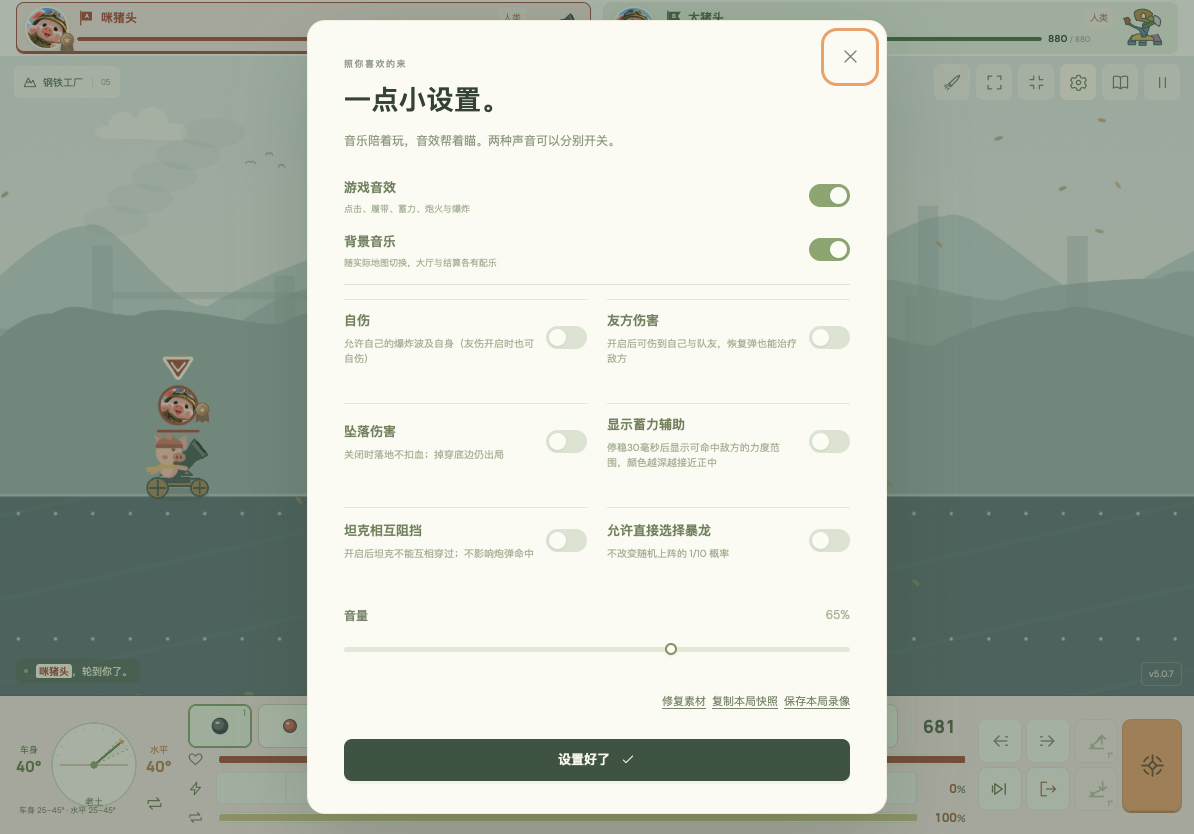 咪猪头
人类
大猪头
人类
880 / 880
钢铁工厂 05
照你喜欢的来
一点小设置。
音乐陪着玩，音效帮着瞄。两种声音可以分别开关。
游戏音效
点击、履带、蓄力、炮火与爆炸
背景音乐
随实际地图切换，大厅与结算各有配乐
自伤
允许自己的爆炸波及自身（友伤开启时也可
自伤）
友方伤害
开启后可伤到自己与队友，恢复弹也能治疗
敌方
坠落伤害
关闭时落地不扣血；掉穿底边仍出局
显示蓄力辅助
停稳30毫秒后显示可命中敌方的力度范
围，颜色越深越接近正中
坦克相互阻挡
开启后坦克不能互相穿过；不影响炮弹命中
允许直接选择暴龙
不改变随机上阵的 1/10 概率
音量
65%
咪猪头，轮到你了。
v5.0.7
修复素材 复制本局快照 保存本局录像
设置好了
车身
40°
水平
40°
老土
车身 25–45° · 水平 25–45°
1
681
0%
100%
1°
1°